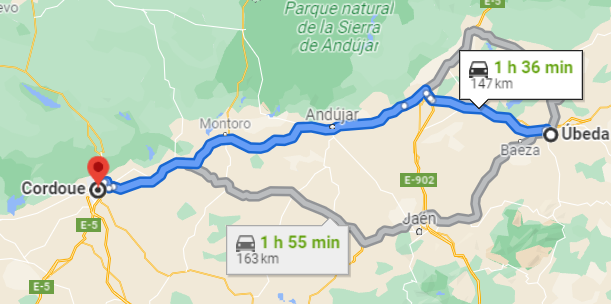 evo
Parque natural
de la Sierra
de Andújar
E-5
1 h 36 min
147 km
Montoro
Andújar
Úbeda
Baeza
Cordoue
E-902
E-5
Jaén
1 h 55 min
163 km
E-5